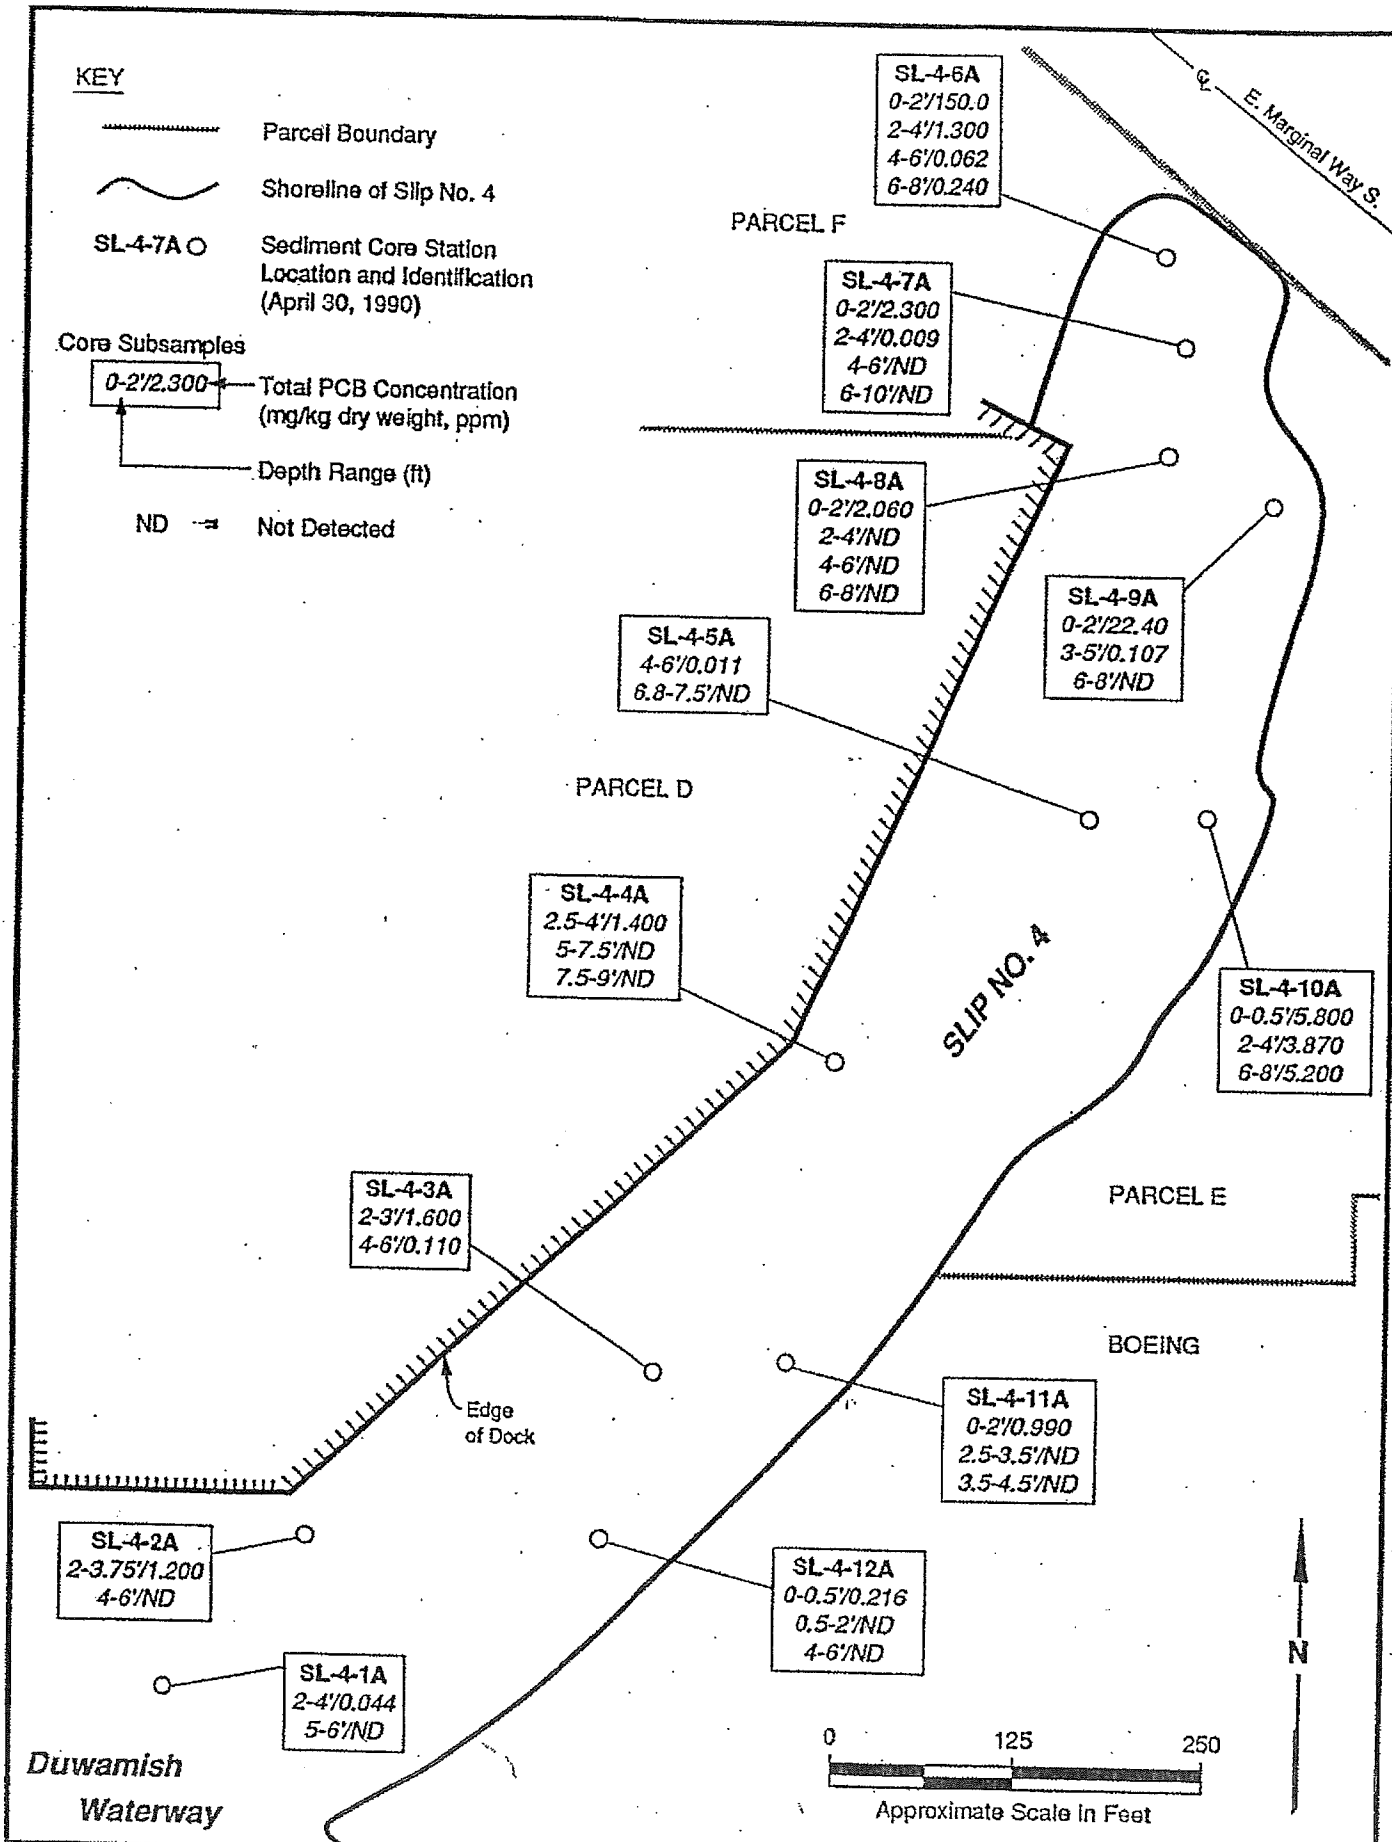 KEY
Parcel Boundary
Shoreline of Slip No. 4
SL-4-7A
Sediment Core Station
Location and Identification
(April 30, 1990)
Core Subsamples
0-2'/2.300
Total PCB Concentration
(mg/kg dry weight, ppm)
Depth Range (ft)
ND
Not Detected
SL-4-6A
0-2'/150.0
2-4'/1.300
4-6'/0.062
6-8'/0.240
℄ E. Marginal Way S.
PARCEL F
SL-4-7A
0-2'/2.300
2-4'/0.009
4-6'/ND
6-10'/ND
SL-4-8A
0-2'/2.060
2-4'/ND
4-6'/ND
6-8'/ND
SL-4-9A
0-2'/22.40
3-5'/0.107
6-8'/ND
SL-4-5A
4-6'/0.011
6.8-7.5'/ND
PARCEL D
SL-4-4A
2.5-4'/1.400
5-7.5'/ND
7.5-9'/ND
SLIP NO. 4
SL-4-10A
0-0.5'/5.800
2-4'/3.870
6-8'/5.200
SL-4-3A
2-3'/1.600
4-6'/0.110
PARCEL E
BOEING
Edge
of Dock
SL-4-11A
0-2'/0.990
2.5-3.5'/ND
3.5-4.5'/ND
SL-4-2A
2-3.75'/1.200
4-6'/ND
SL-4-12A
0-0.5'/0.216
0.5-2'/ND
4-6'/ND
SL-4-1A
2-4'/0.044
5-6'/ND
N
Duwamish
Waterway
0 125 250
Approximate Scale in Feet